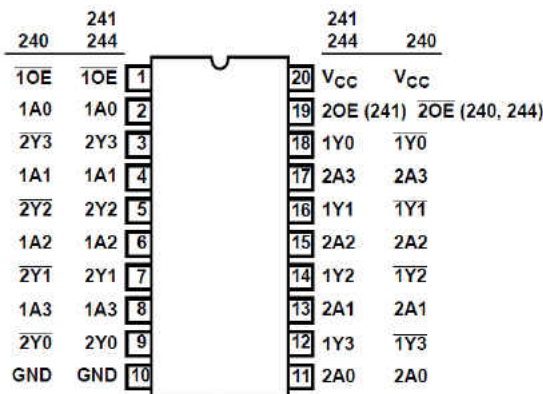 241 241
240 244 244 240
1OE 1OE 1 20 VCC VCC
1A0 1A0 2 19 2OE (241) 2OE (240, 244)
2Y3 2Y3 3 18 1Y0 1Y0
1A1 1A1 4 17 2A3 2A3
2Y2 2Y2 5 16 1Y1 1Y1
1A2 1A2 6 15 2A2 2A2
2Y1 2Y1 7 14 1Y2 1Y2
1A3 1A3 8 13 2A1 2A1
2Y0 2Y0 9 12 1Y3 1Y3
GND GND 10 11 2A0 2A0